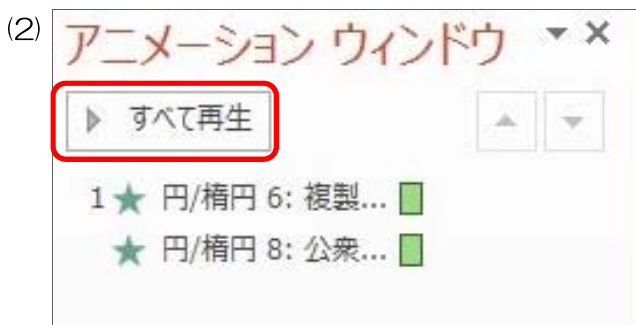 (2)
アニメーション ウィンドウ
すべて再生
1 円/楕円 6: 複製...
円/楕円 8: 公衆...